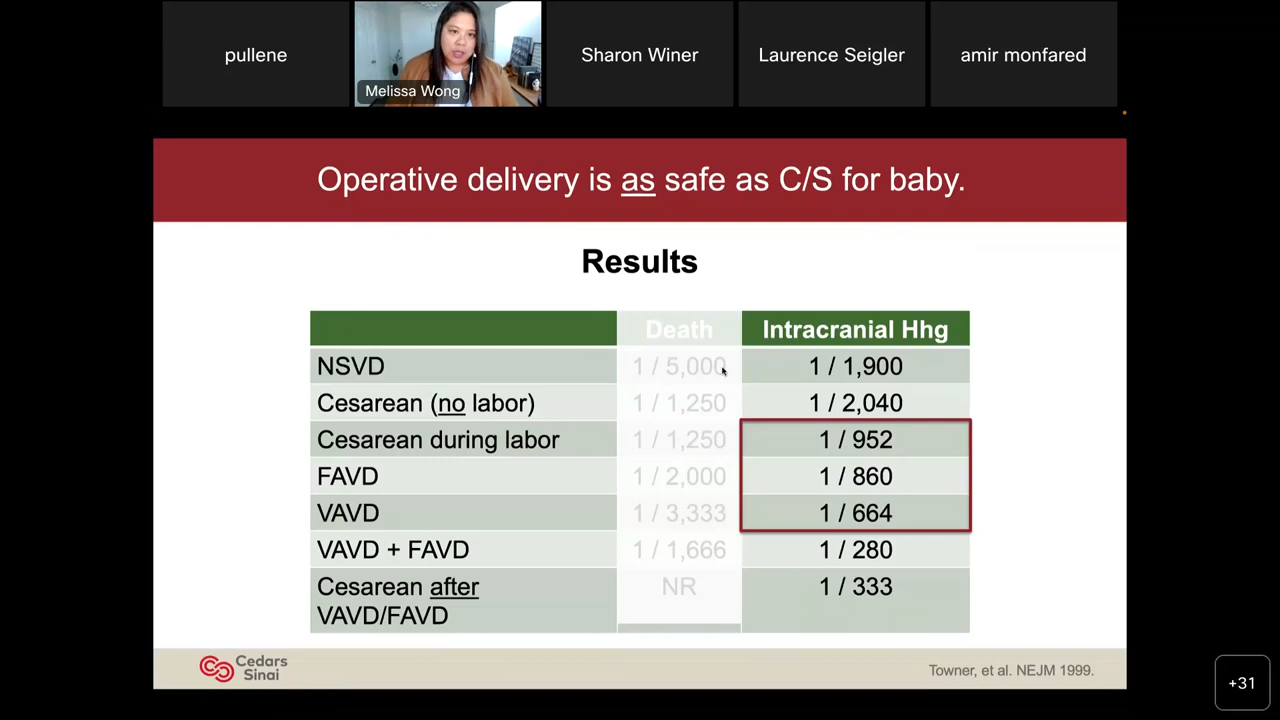 pullene
Melissa Wong
Sharon Winer
Laurence Seigler
amir monfared
Operative delivery is as safe as C/S for baby.
Results
Death Intracranial Hhg
NSVD 1 / 5,000 1 / 1,900
Cesarean (no labor) 1 / 1,250 1 / 2,040
Cesarean during labor 1 / 1,250 1 / 952
FAVD 1 / 2,000 1 / 860
VAVD 1 / 3,333 1 / 664
VAVD + FAVD 1 / 1,666 1 / 280
Cesarean after NR 1 / 333
VAVD/FAVD
Cedars
Sinai
Towner, et al. NEJM 1999.
+31